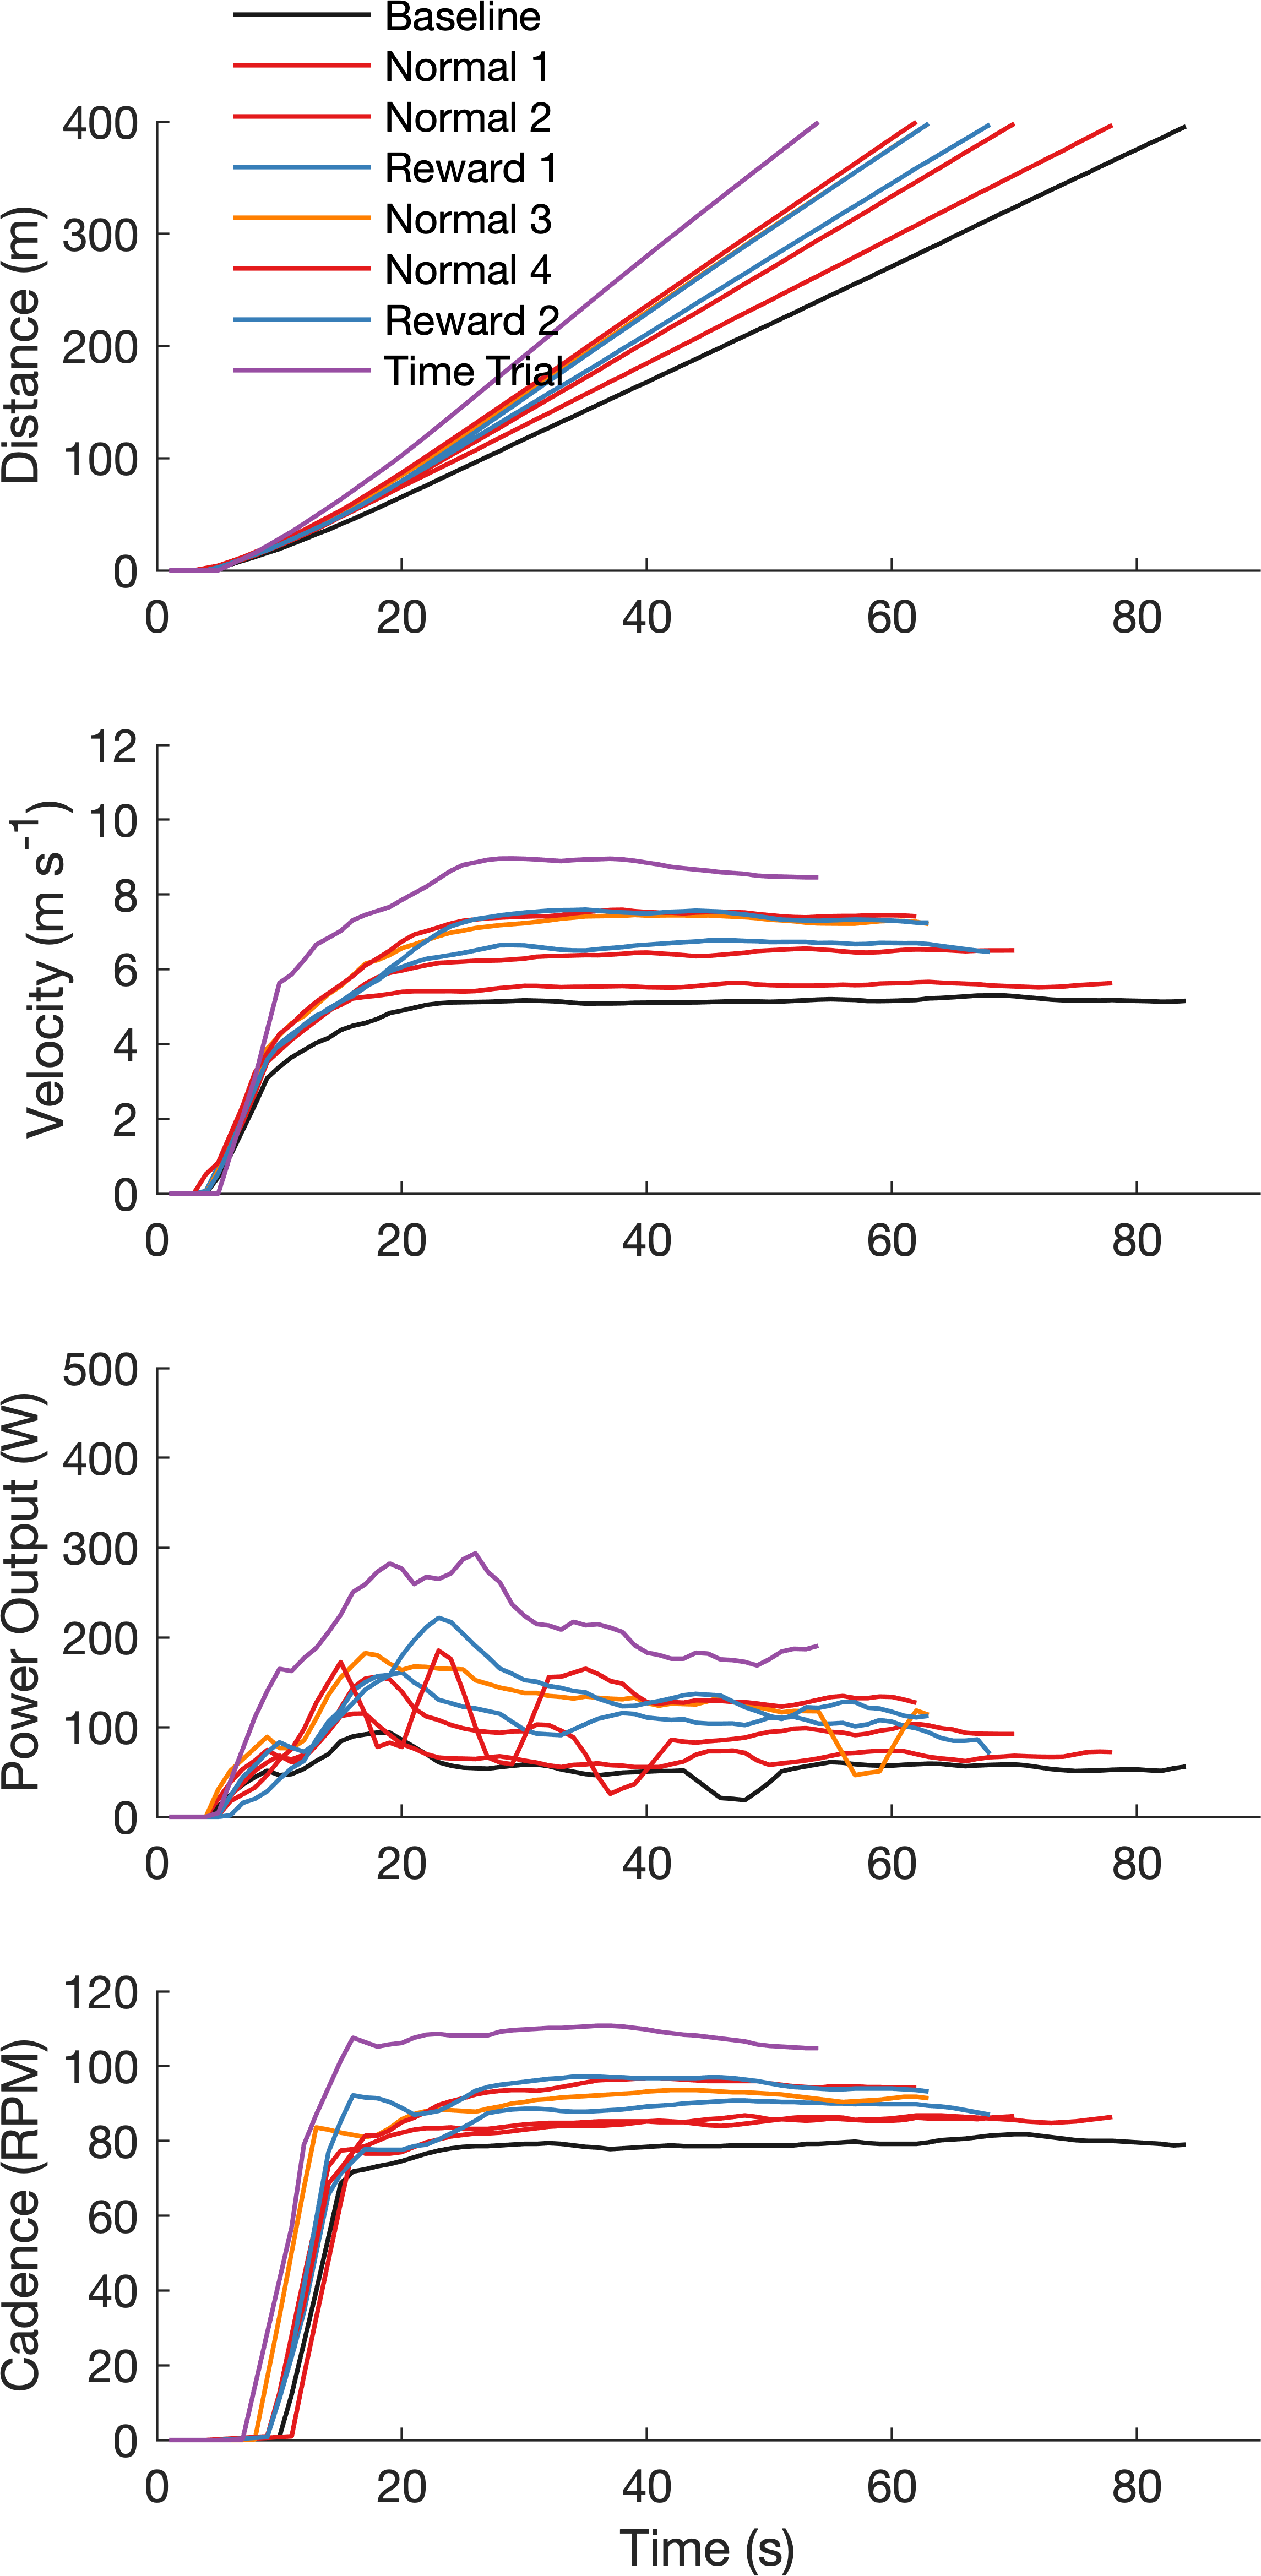 Baseline
Normal 1
Normal 2
Reward 1
Normal 3
Normal 4
Reward 2
Time Trial
Distance (m)
400
300
200
100
0
0 20 40 60 80
Velocity (m s-1)
12
10
8
6
4
2
0
0 20 40 60 80
Power Output (W)
500
400
300
200
100
0
0 20 40 60 80
Cadence (RPM)
120
100
80
60
40
20
0
0 20 40 60 80
Time (s)